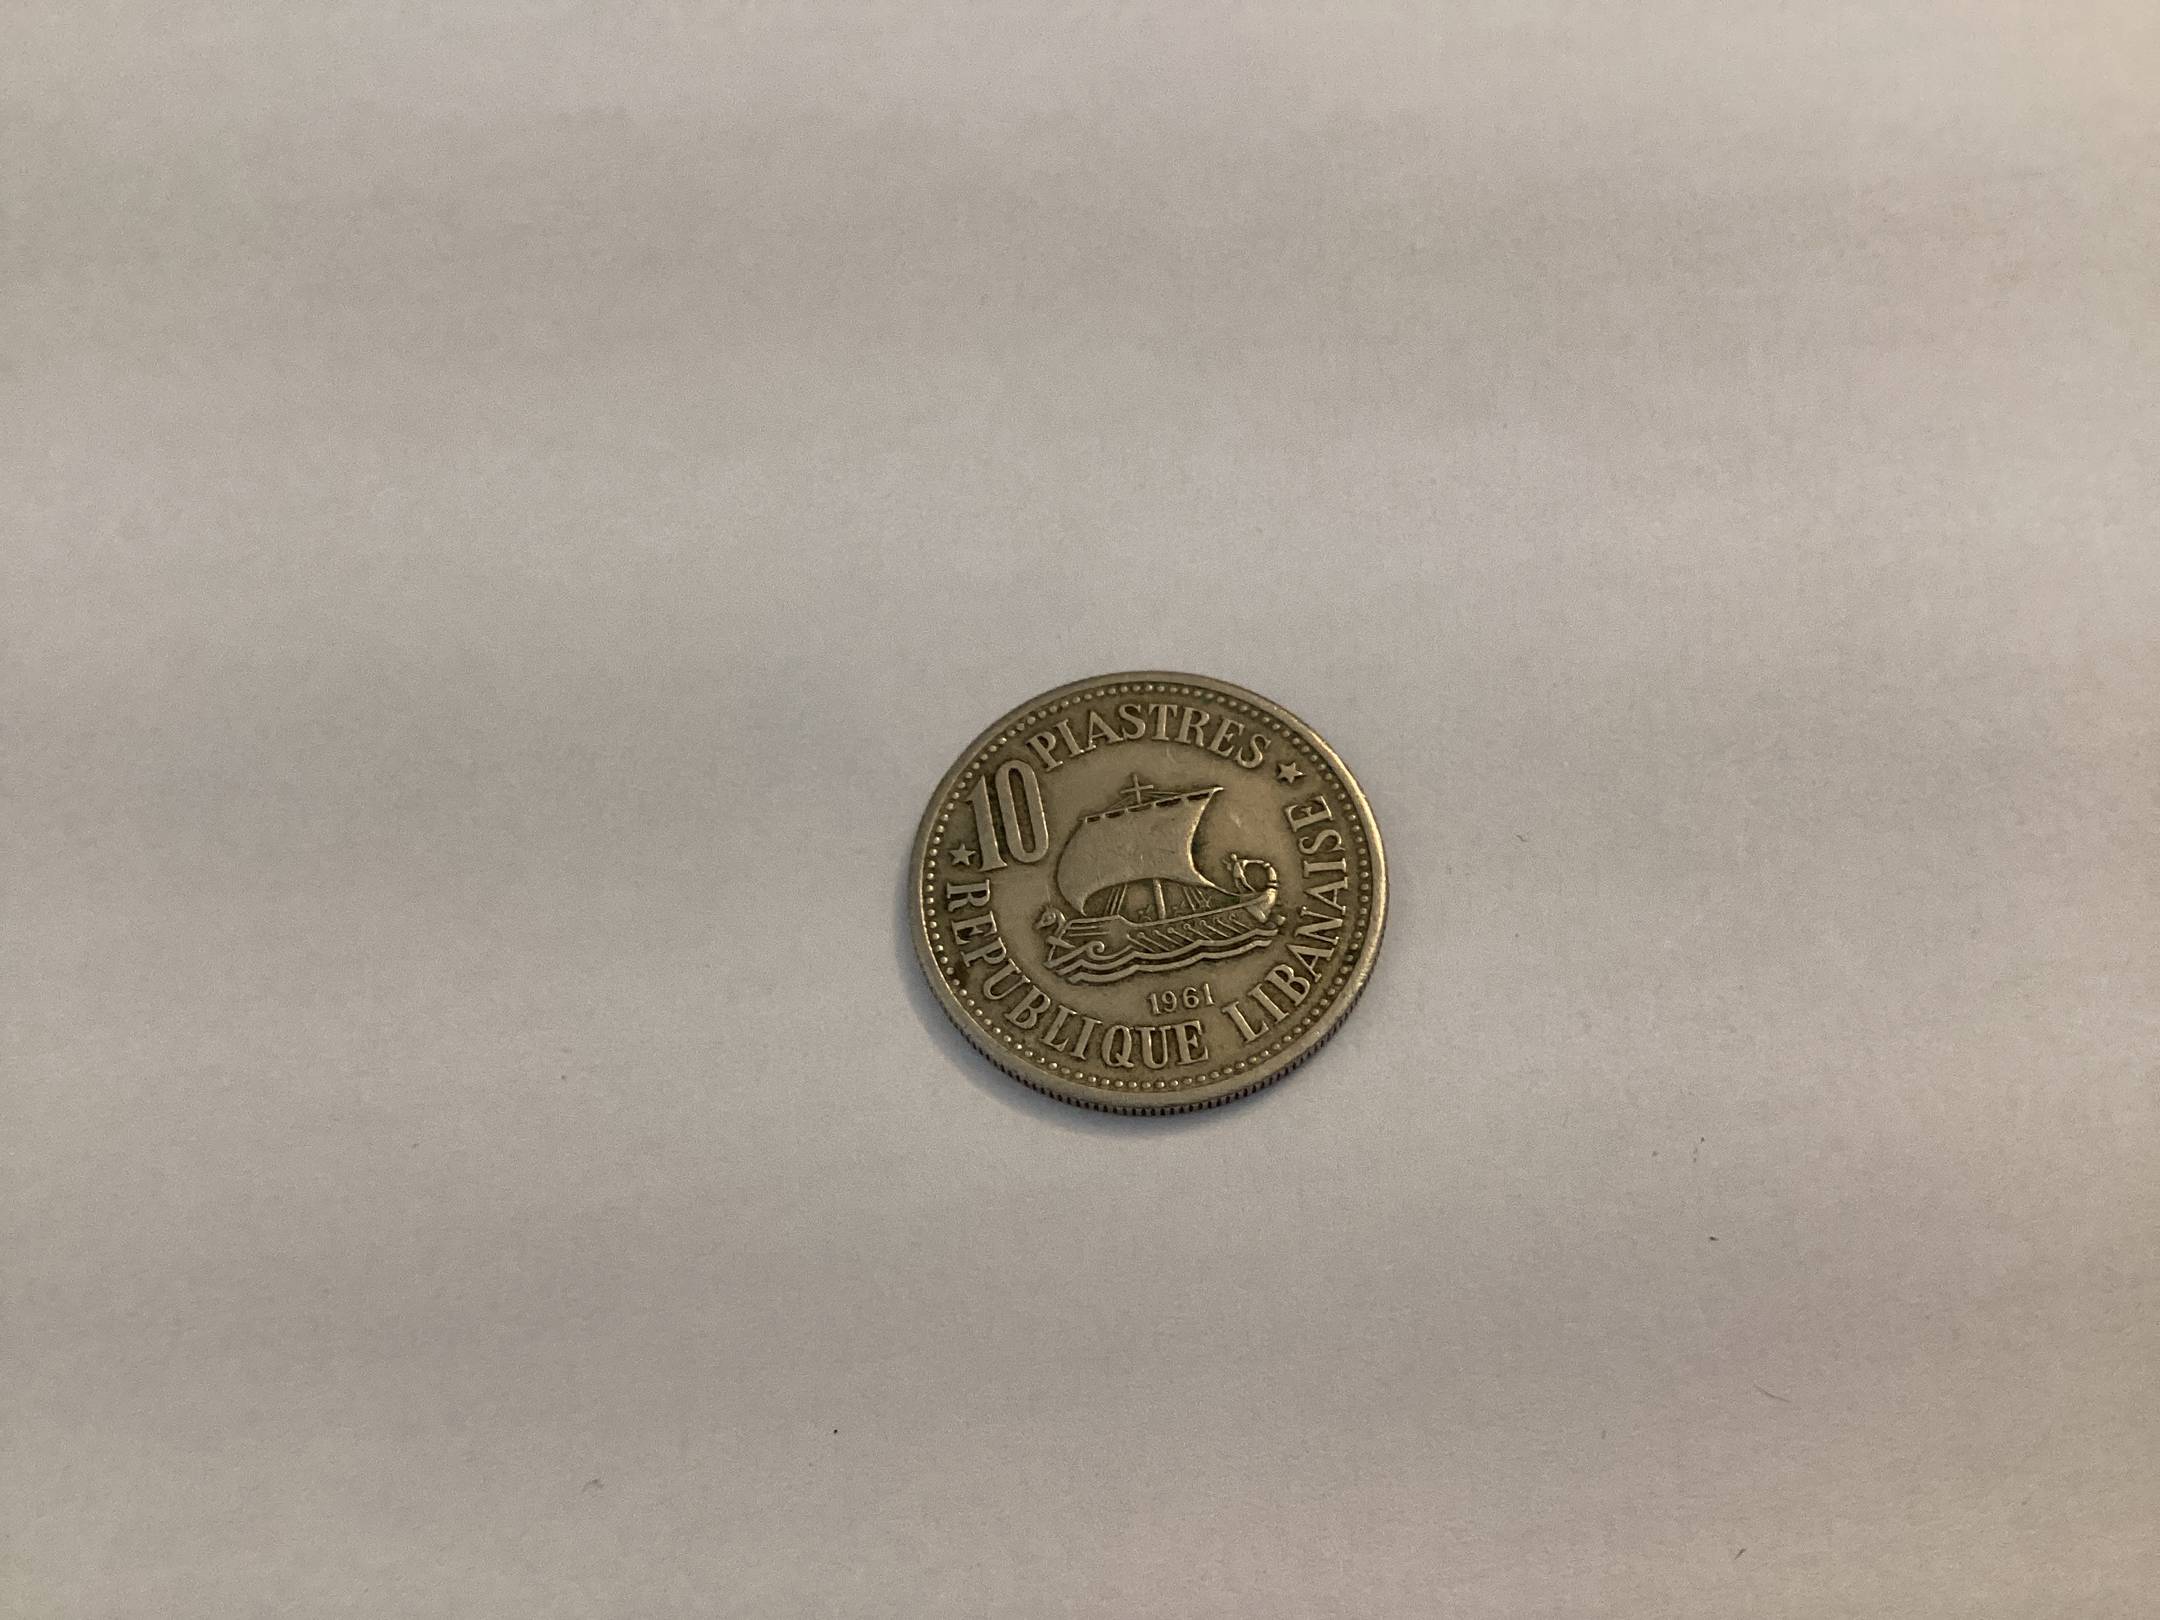 10 PIASTRES
REPUBLIQUE LIBANAISE
1961